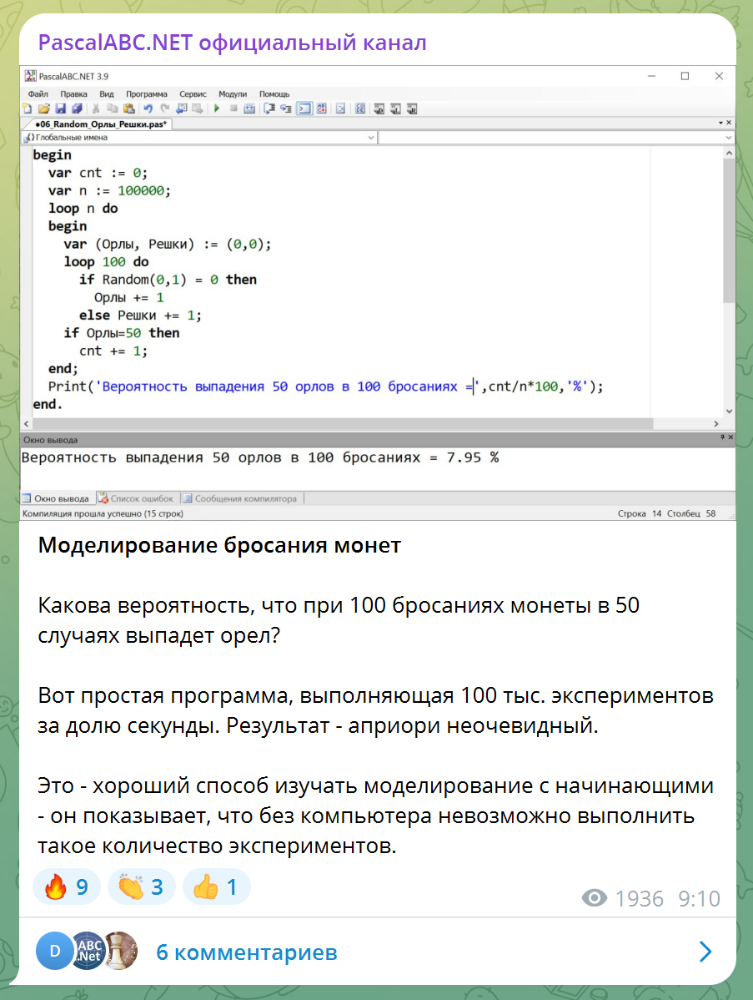 PascalABC.NET официальный канал
PascalABC.NET 3.9
Файл Правка Вид Программа Сервис Модули Помощь
●06_Random_Орлы_Решки.pas*
Глобальные имена
begin
var cnt := 0;
var n := 100000;
loop n do
begin
var (Орлы, Решки) := (0,0);
loop 100 do
if Random(0,1) = 0 then
Орлы += 1
else Решки += 1;
if Орлы=50 then
cnt += 1;
end;
Print('Вероятность выпадения 50 орлов в 100 бросаниях =',cnt/n*100,'%');
end.
Окно вывода
Вероятность выпадения 50 орлов в 100 бросаниях = 7.95 %
Окно вывода Список ошибок Сообщения компилятора
Компиляция прошла успешно (15 строк) Строка 14 Столбец 58
Моделирование бросания монет
Какова вероятность, что при 100 бросаниях монеты в 50
случаях выпадет орел?
Вот простая программа, выполняющая 100 тыс. экспериментов
за долю секунды. Результат - априори неочевидный.
Это - хороший способ изучать моделирование с начинающими
- он показывает, что без компьютера невозможно выполнить
такое количество экспериментов.
9 3 1
1936 9:10
D
ABC
.Net
6 комментариев